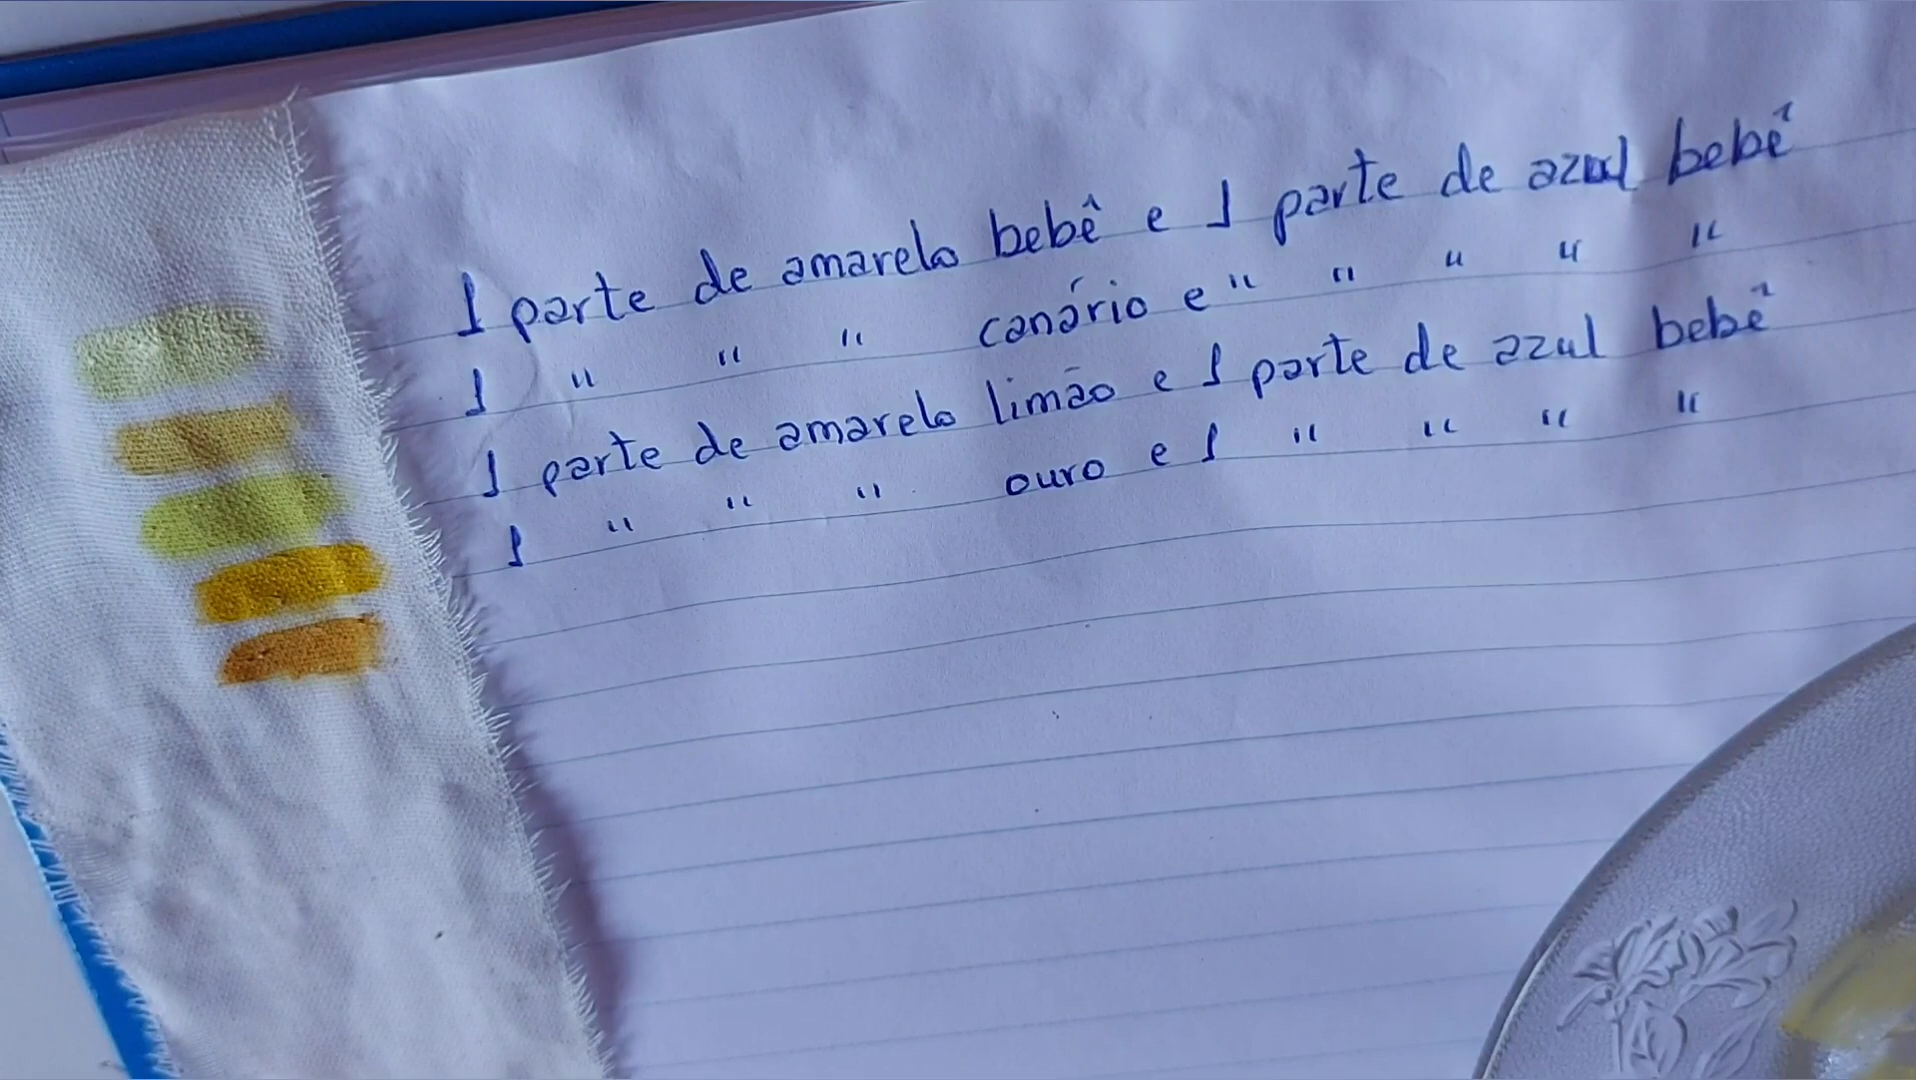 1 parte de amarelo bebê e 1 parte de azul bebê
1 " " " canário e " " " " "
1 parte de amarelo limão e 1 parte de azul bebê
1 " " " ouro e 1 " " " "